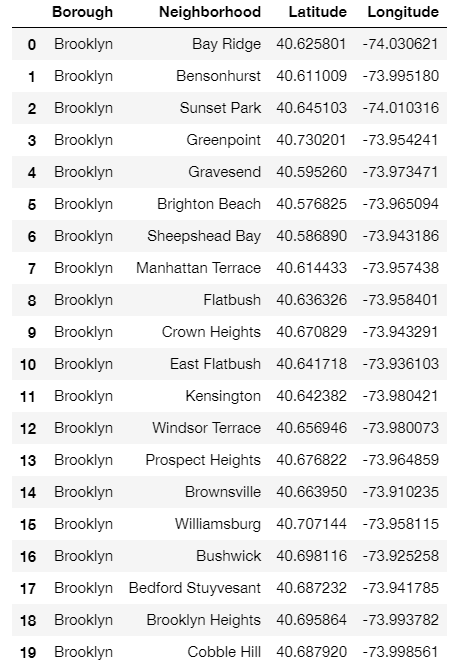 Borough Neighborhood Latitude Longitude
0 Brooklyn Bay Ridge 40.625801 -74.030621
1 Brooklyn Bensonhurst 40.611009 -73.995180
2 Brooklyn Sunset Park 40.645103 -74.010316
3 Brooklyn Greenpoint 40.730201 -73.954241
4 Brooklyn Gravesend 40.595260 -73.973471
5 Brooklyn Brighton Beach 40.576825 -73.965094
6 Brooklyn Sheepshead Bay 40.586890 -73.943186
7 Brooklyn Manhattan Terrace 40.614433 -73.957438
8 Brooklyn Flatbush 40.636326 -73.958401
9 Brooklyn Crown Heights 40.670829 -73.943291
10 Brooklyn East Flatbush 40.641718 -73.936103
11 Brooklyn Kensington 40.642382 -73.980421
12 Brooklyn Windsor Terrace 40.656946 -73.980073
13 Brooklyn Prospect Heights 40.676822 -73.964859
14 Brooklyn Brownsville 40.663950 -73.910235
15 Brooklyn Williamsburg 40.707144 -73.958115
16 Brooklyn Bushwick 40.698116 -73.925258
17 Brooklyn Bedford Stuyvesant 40.687232 -73.941785
18 Brooklyn Brooklyn Heights 40.695864 -73.993782
19 Brooklyn Cobble Hill 40.687920 -73.998561